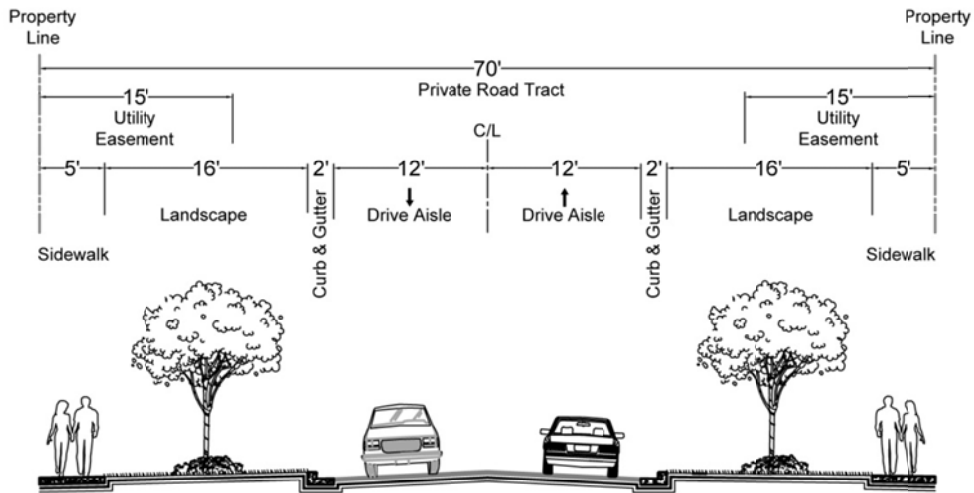 Property
Line
Property
Line
70'
Private Road Tract
15'
Utility
Easement
15'
Utility
Easement
C/L
5'
16'
2'
12'
12'
2'
16'
5'
Landscape
Curb & Gutter
Drive Aisle
Drive Aisle
Curb & Gutter
Landscape
Sidewalk
Sidewalk